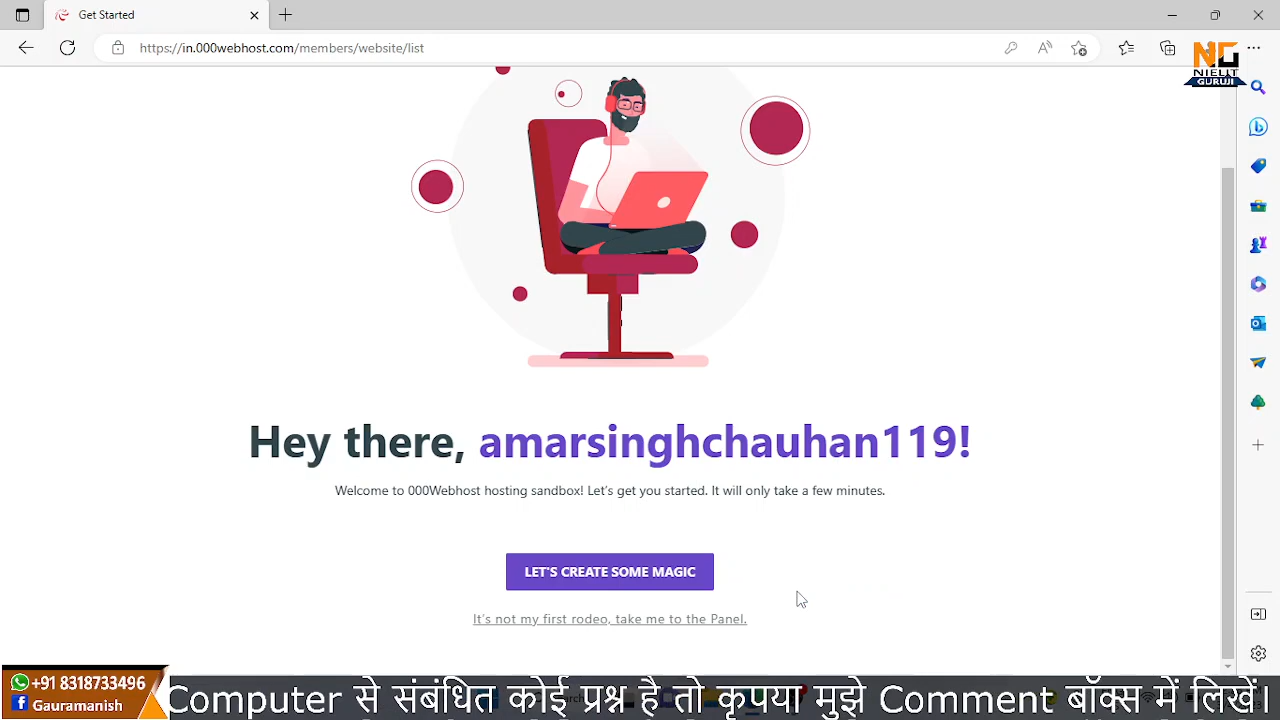 Get Started
https://in.000webhost.com/members/website/list
NIELIT
GURUJI
Hey there, amarsinghchauhan119!
Welcome to 000Webhost hosting sandbox! Let's get you started. It will only take a few minutes.
LET'S CREATE SOME MAGIC
It's not my first rodeo, take me to the Panel.
+91 8318733496
Gauramanish
Computer से संबंधित कोई प्रश्न है तो कृपया मुझे Comment बॉक्स में लिखें।